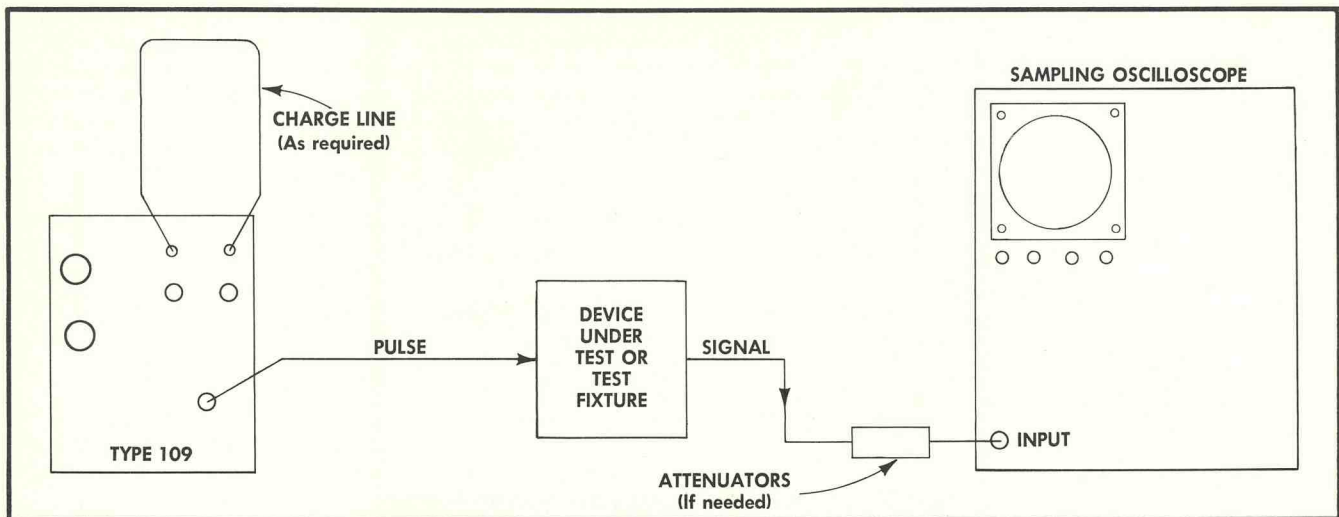 SAMPLING OSCILLOSCOPE
CHARGE LINE
(As required)
DEVICE
UNDER
TEST OR
TEST
FIXTURE
PULSE
SIGNAL
TYPE 109
INPUT
ATTENUATORS
(If needed)